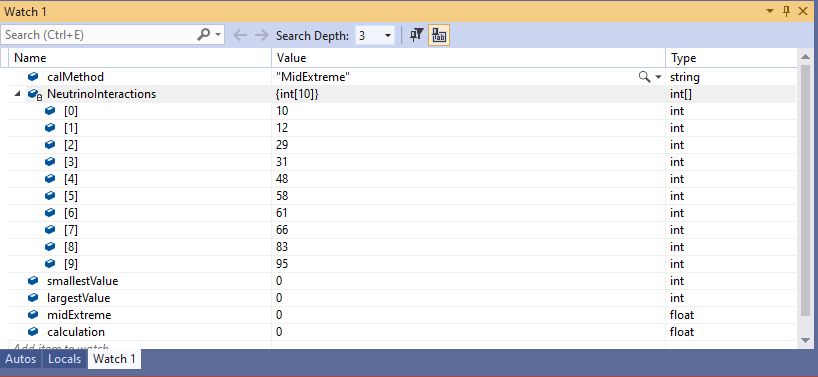 Watch 1
Search (Ctrl+E) Search Depth: 3
Name Value Type
calMethod "MidExtreme" string
NeutrinoInteractions {int[10]} int[]
[0] 10 int
[1] 12 int
[2] 29 int
[3] 31 int
[4] 48 int
[5] 58 int
[6] 61 int
[7] 66 int
[8] 83 int
[9] 95 int
smallestValue 0 int
largestValue 0 int
midExtreme 0 float
calculation 0 float
Add item to watch
Autos Locals Watch 1